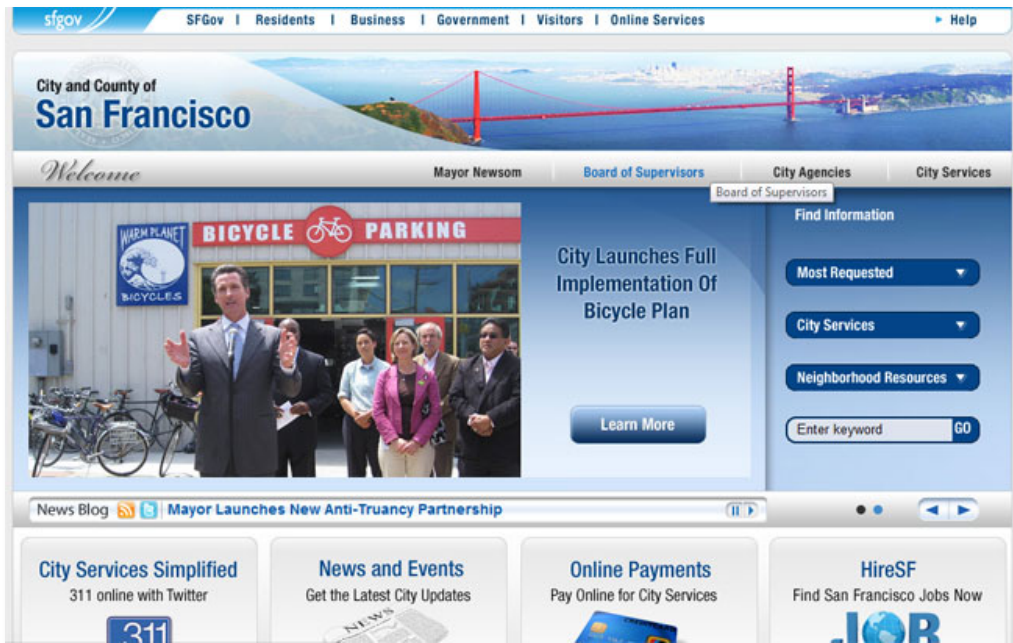 sfgov
SFGov | Residents | Business | Government | Visitors | Online Services
Help
City and County of
San Francisco
Welcome
Mayor Newsom
Board of Supervisors
City Agencies
City Services
Board of Supervisors
WARM PLANET
BICYCLES
BICYCLE PARKING
City Launches Full
Implementation Of
Bicycle Plan
Learn More
Find Information
Most Requested
City Services
Neighborhood Resources
Enter keyword GO
News Blog
Mayor Launches New Anti-Truancy Partnership
City Services Simplified
311 online with Twitter
311
News and Events
Get the Latest City Updates
NEWS
Online Payments
Pay Online for City Services
HireSF
Find San Francisco Jobs Now
JOB